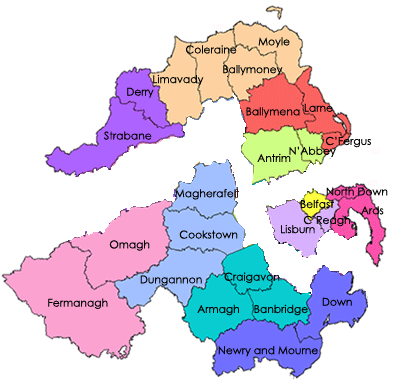 Moyle
Coleraine
Ballymoney
Limavady
Derry
Strabane
Ballymena
Larne
C'Fergus
N'Abbey
Antrim
Magherafelt
North Down
Belfast
Ards
C'Reagh
Lisburn
Cookstown
Omagh
Dungannon
Craigavon
Fermanagh
Armagh
Banbridge
Down
Newry and Mourne